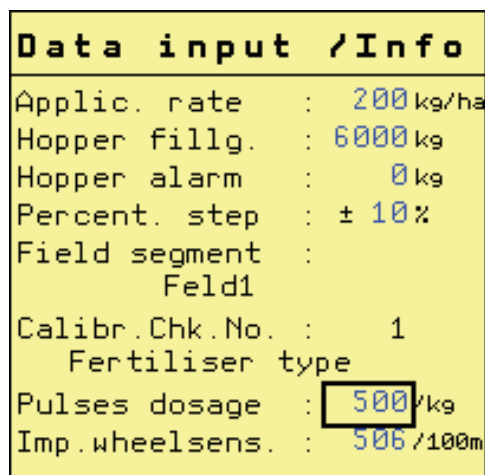 Data input /Info
Applic. rate : 200 kg/ha
Hopper fillg. : 6000 kg
Hopper alarm : 0 kg
Percent. step : ± 10 %
Field segment :
Feld1
Calibr.Chk.No. : 1
Fertiliser type
Pulses dosage : 500 /kg
Imp.wheelsens. : 506 /100m